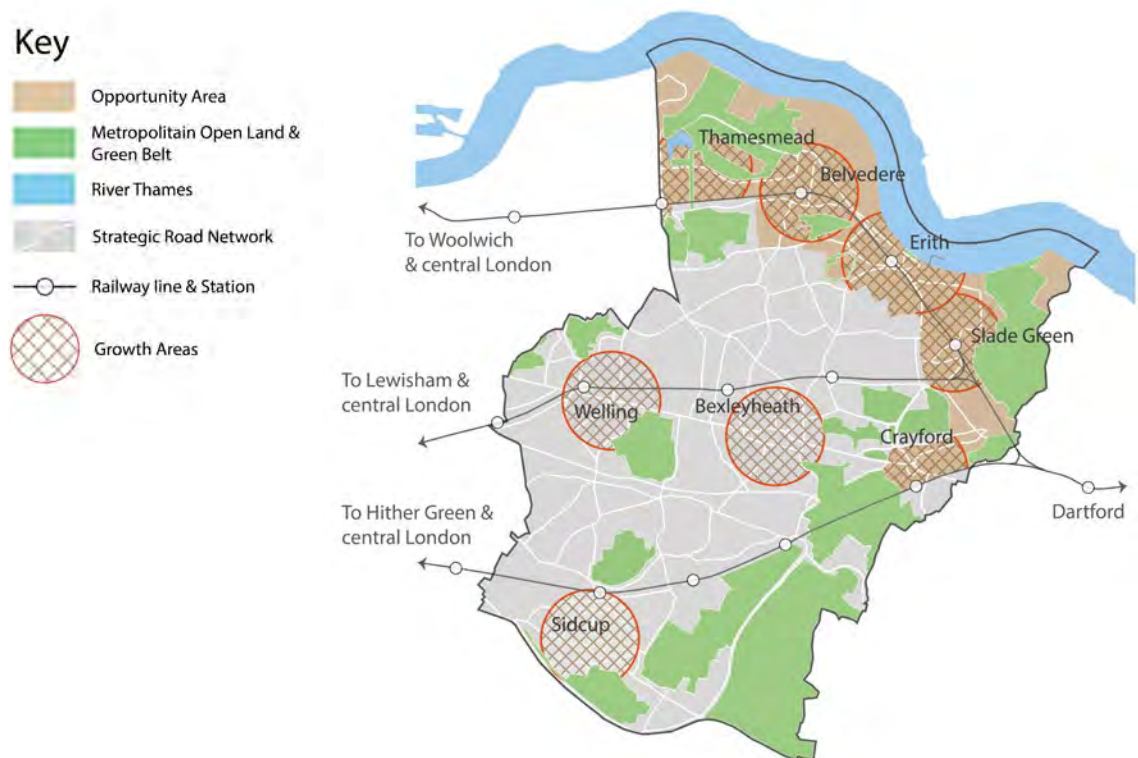 Key
Opportunity Area
Metropolitain Open Land &
Green Belt
River Thames
Strategic Road Network
Railway line & Station
Growth Areas
Thamesmead
Belvedere
To Woolwich
& central London
Erith
Slade Green
To Lewisham &
central London
Welling
Bexleyheath
Crayford
To Hither Green &
central London
Dartford
Sidcup